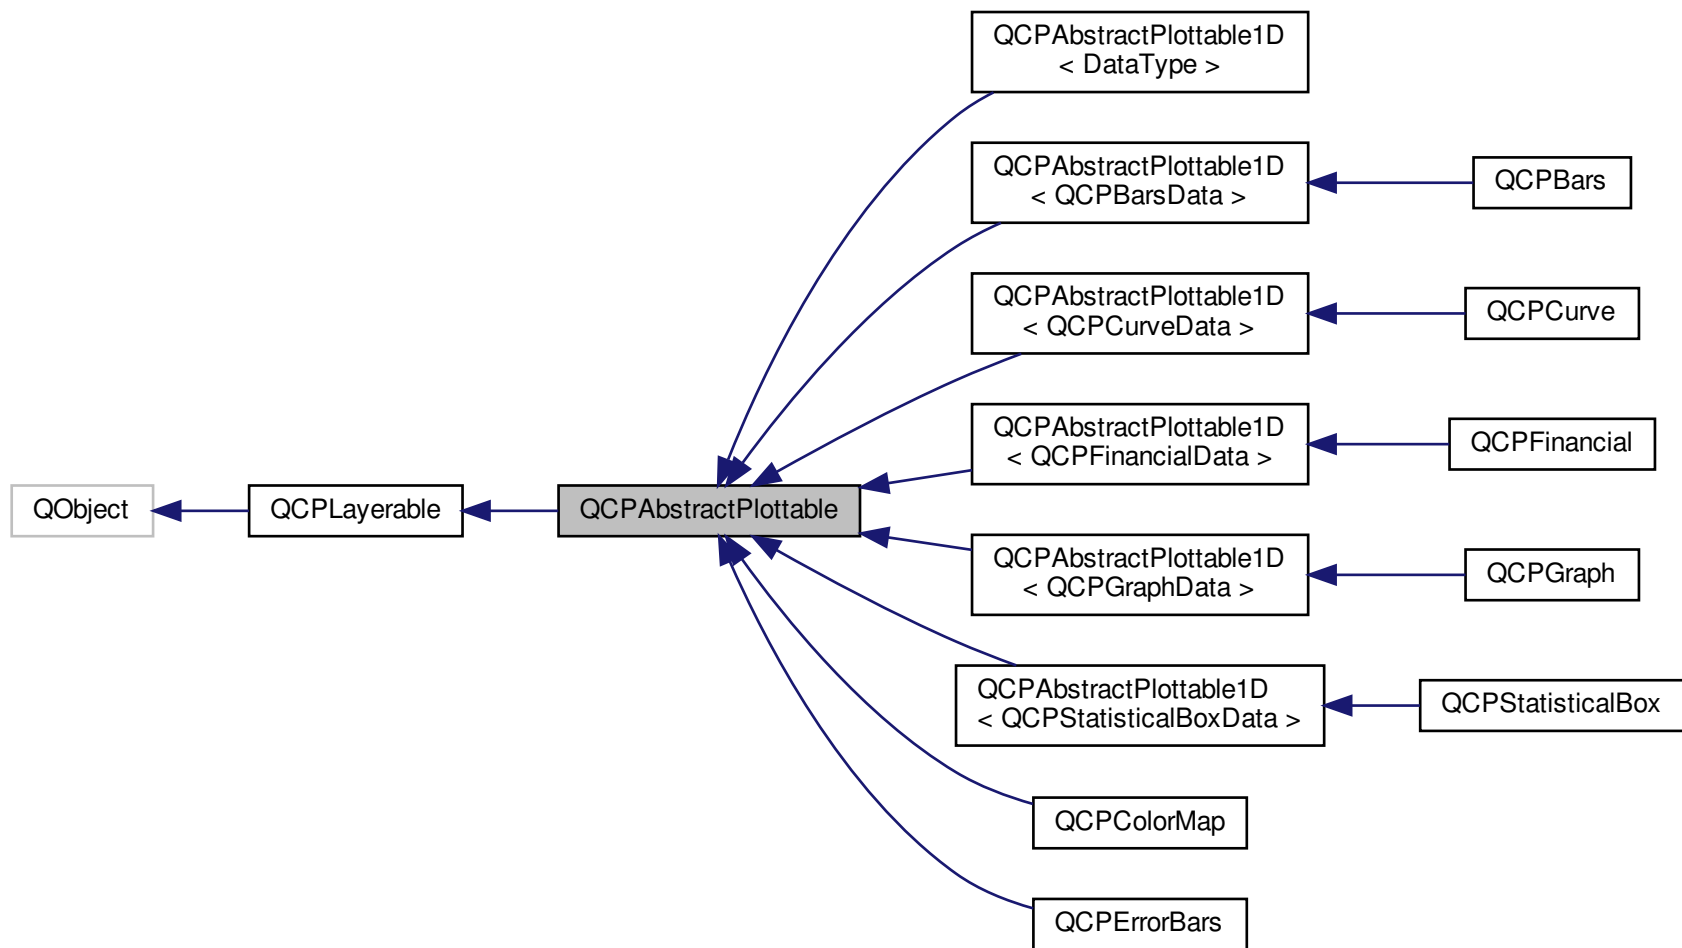 QObject
QCPLayerable
QCPAbstractPlottable
QCPAbstractPlottable1D
< DataType >
QCPAbstractPlottable1D
< QCPBarsData >
QCPBars
QCPAbstractPlottable1D
< QCPCurveData >
QCPCurve
QCPAbstractPlottable1D
< QCPFinancialData >
QCPFinancial
QCPAbstractPlottable1D
< QCPGraphData >
QCPGraph
QCPAbstractPlottable1D
< QCPStatisticalBoxData >
QCPStatisticalBox
QCPColorMap
QCPErrorBars